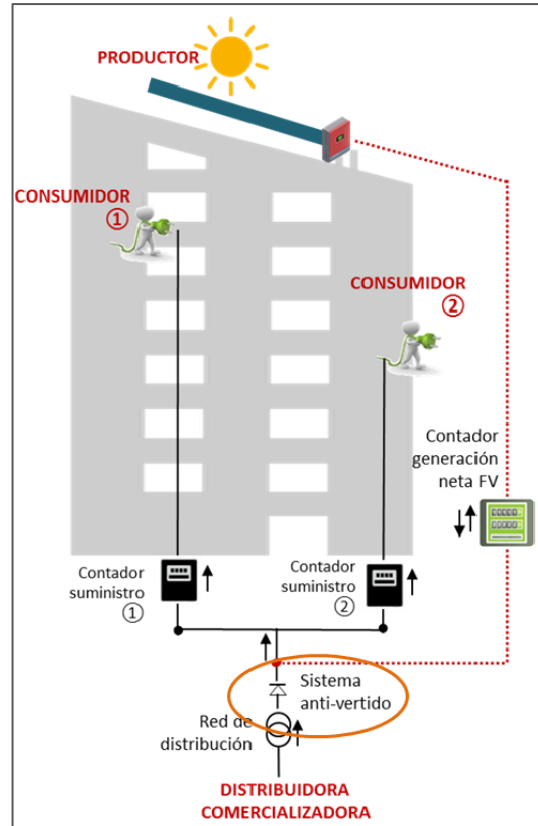 PRODUCTOR
CONSUMIDOR
①
CONSUMIDOR
②
Contador
generación
neta FV
Contador
suministro
①
Contador
suministro
②
Sistema
anti-vertido
Red de
distribución
DISTRIBUIDORA
COMERCIALIZADORA